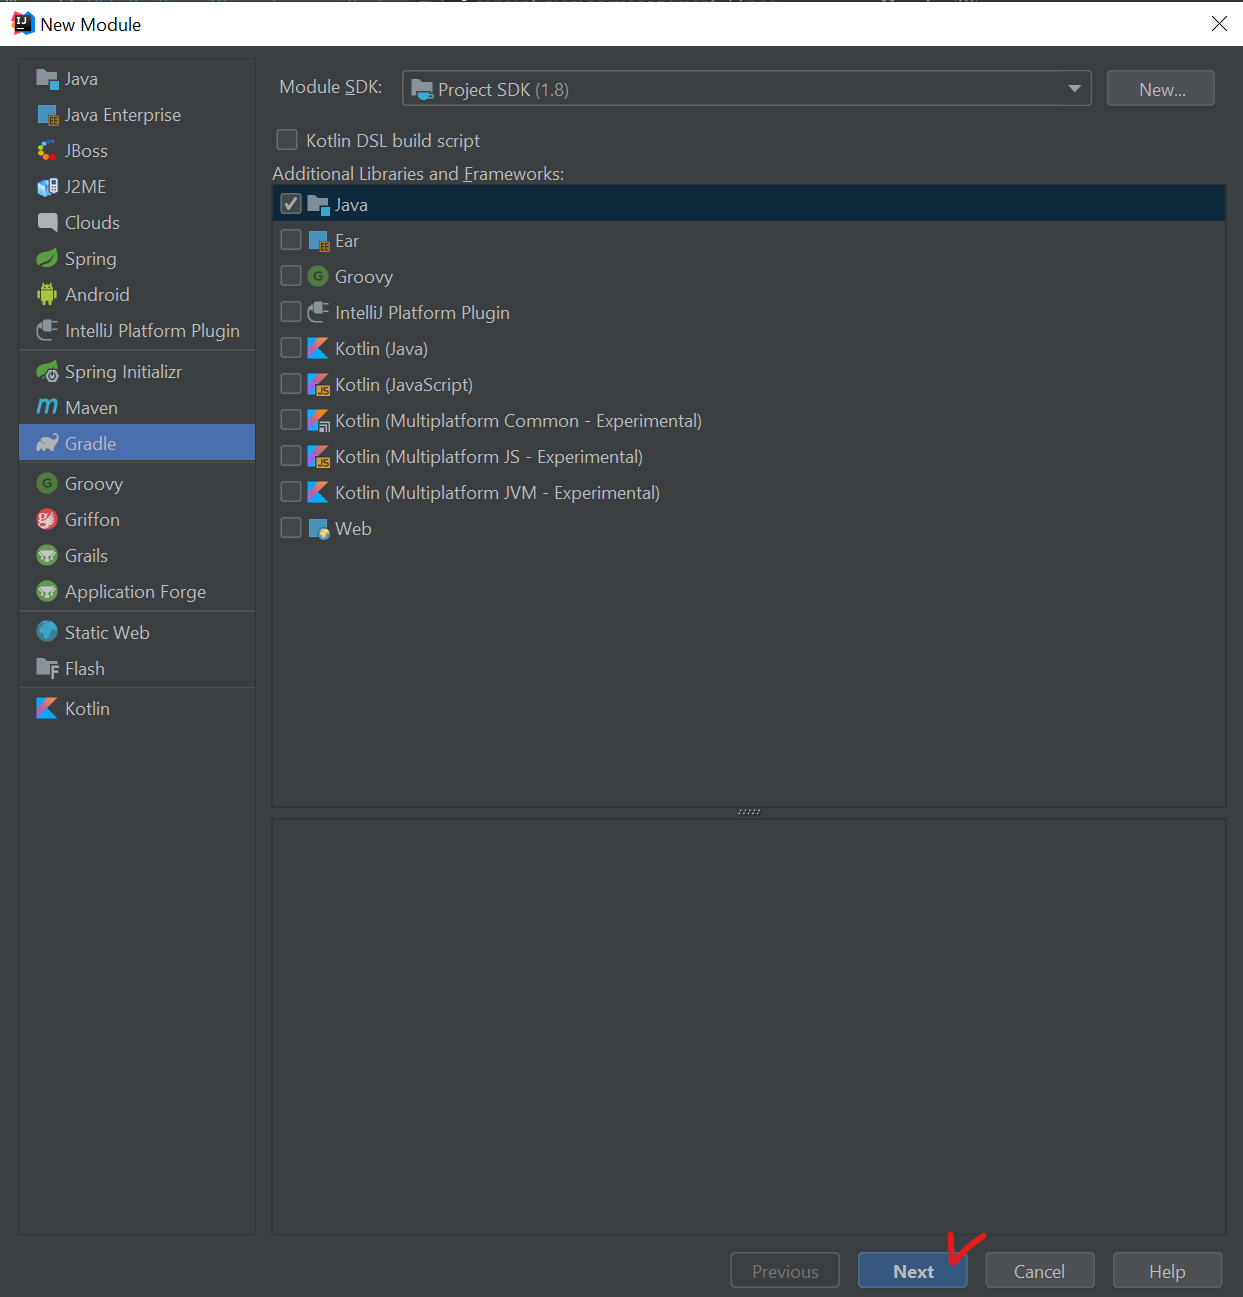 New Module
Java
Java Enterprise
JBoss
J2ME
Clouds
Spring
Android
IntelliJ Platform Plugin
Spring Initializr
Maven
Gradle
Groovy
Griffon
Grails
Application Forge
Static Web
Flash
Kotlin
Module SDK: Project SDK (1.8) New...
Kotlin DSL build script
Additional Libraries and Frameworks:
Java
Ear
Groovy
IntelliJ Platform Plugin
Kotlin (Java)
Kotlin (JavaScript)
Kotlin (Multiplatform Common - Experimental)
Kotlin (Multiplatform JS - Experimental)
Kotlin (Multiplatform JVM - Experimental)
Web
Previous Next Cancel Help